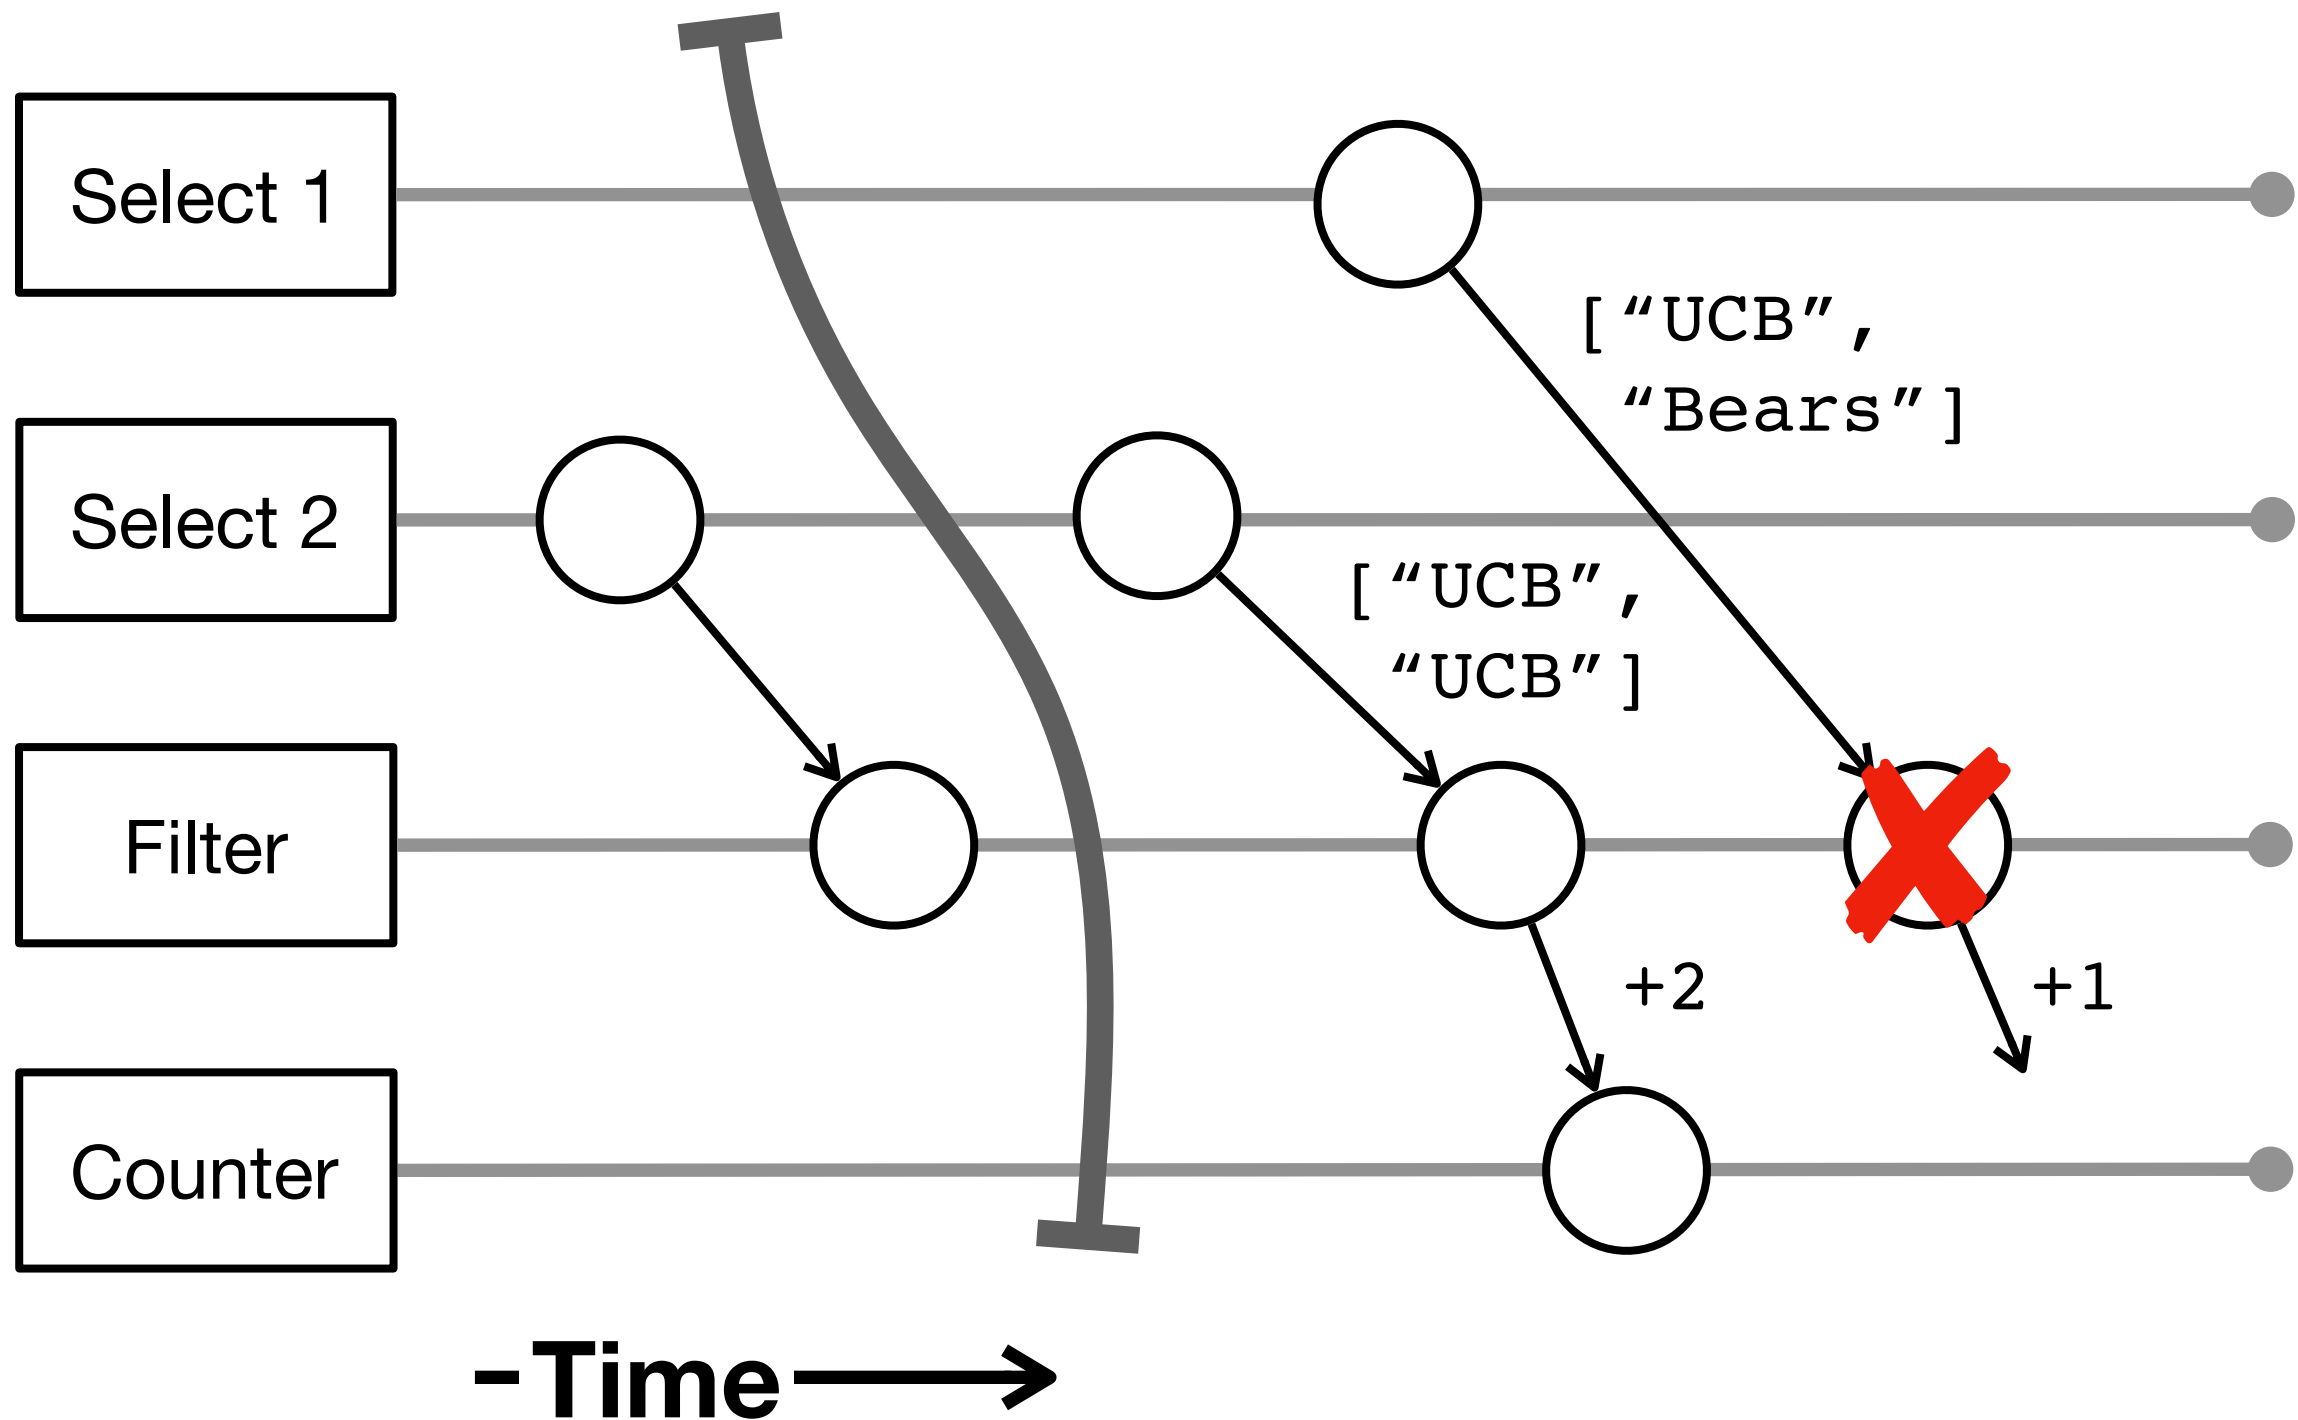 Select 1
[“UCB”,
“Bears”]
Select 2
[“UCB”,
“UCB”]
Filter
+2
+1
Counter
Time